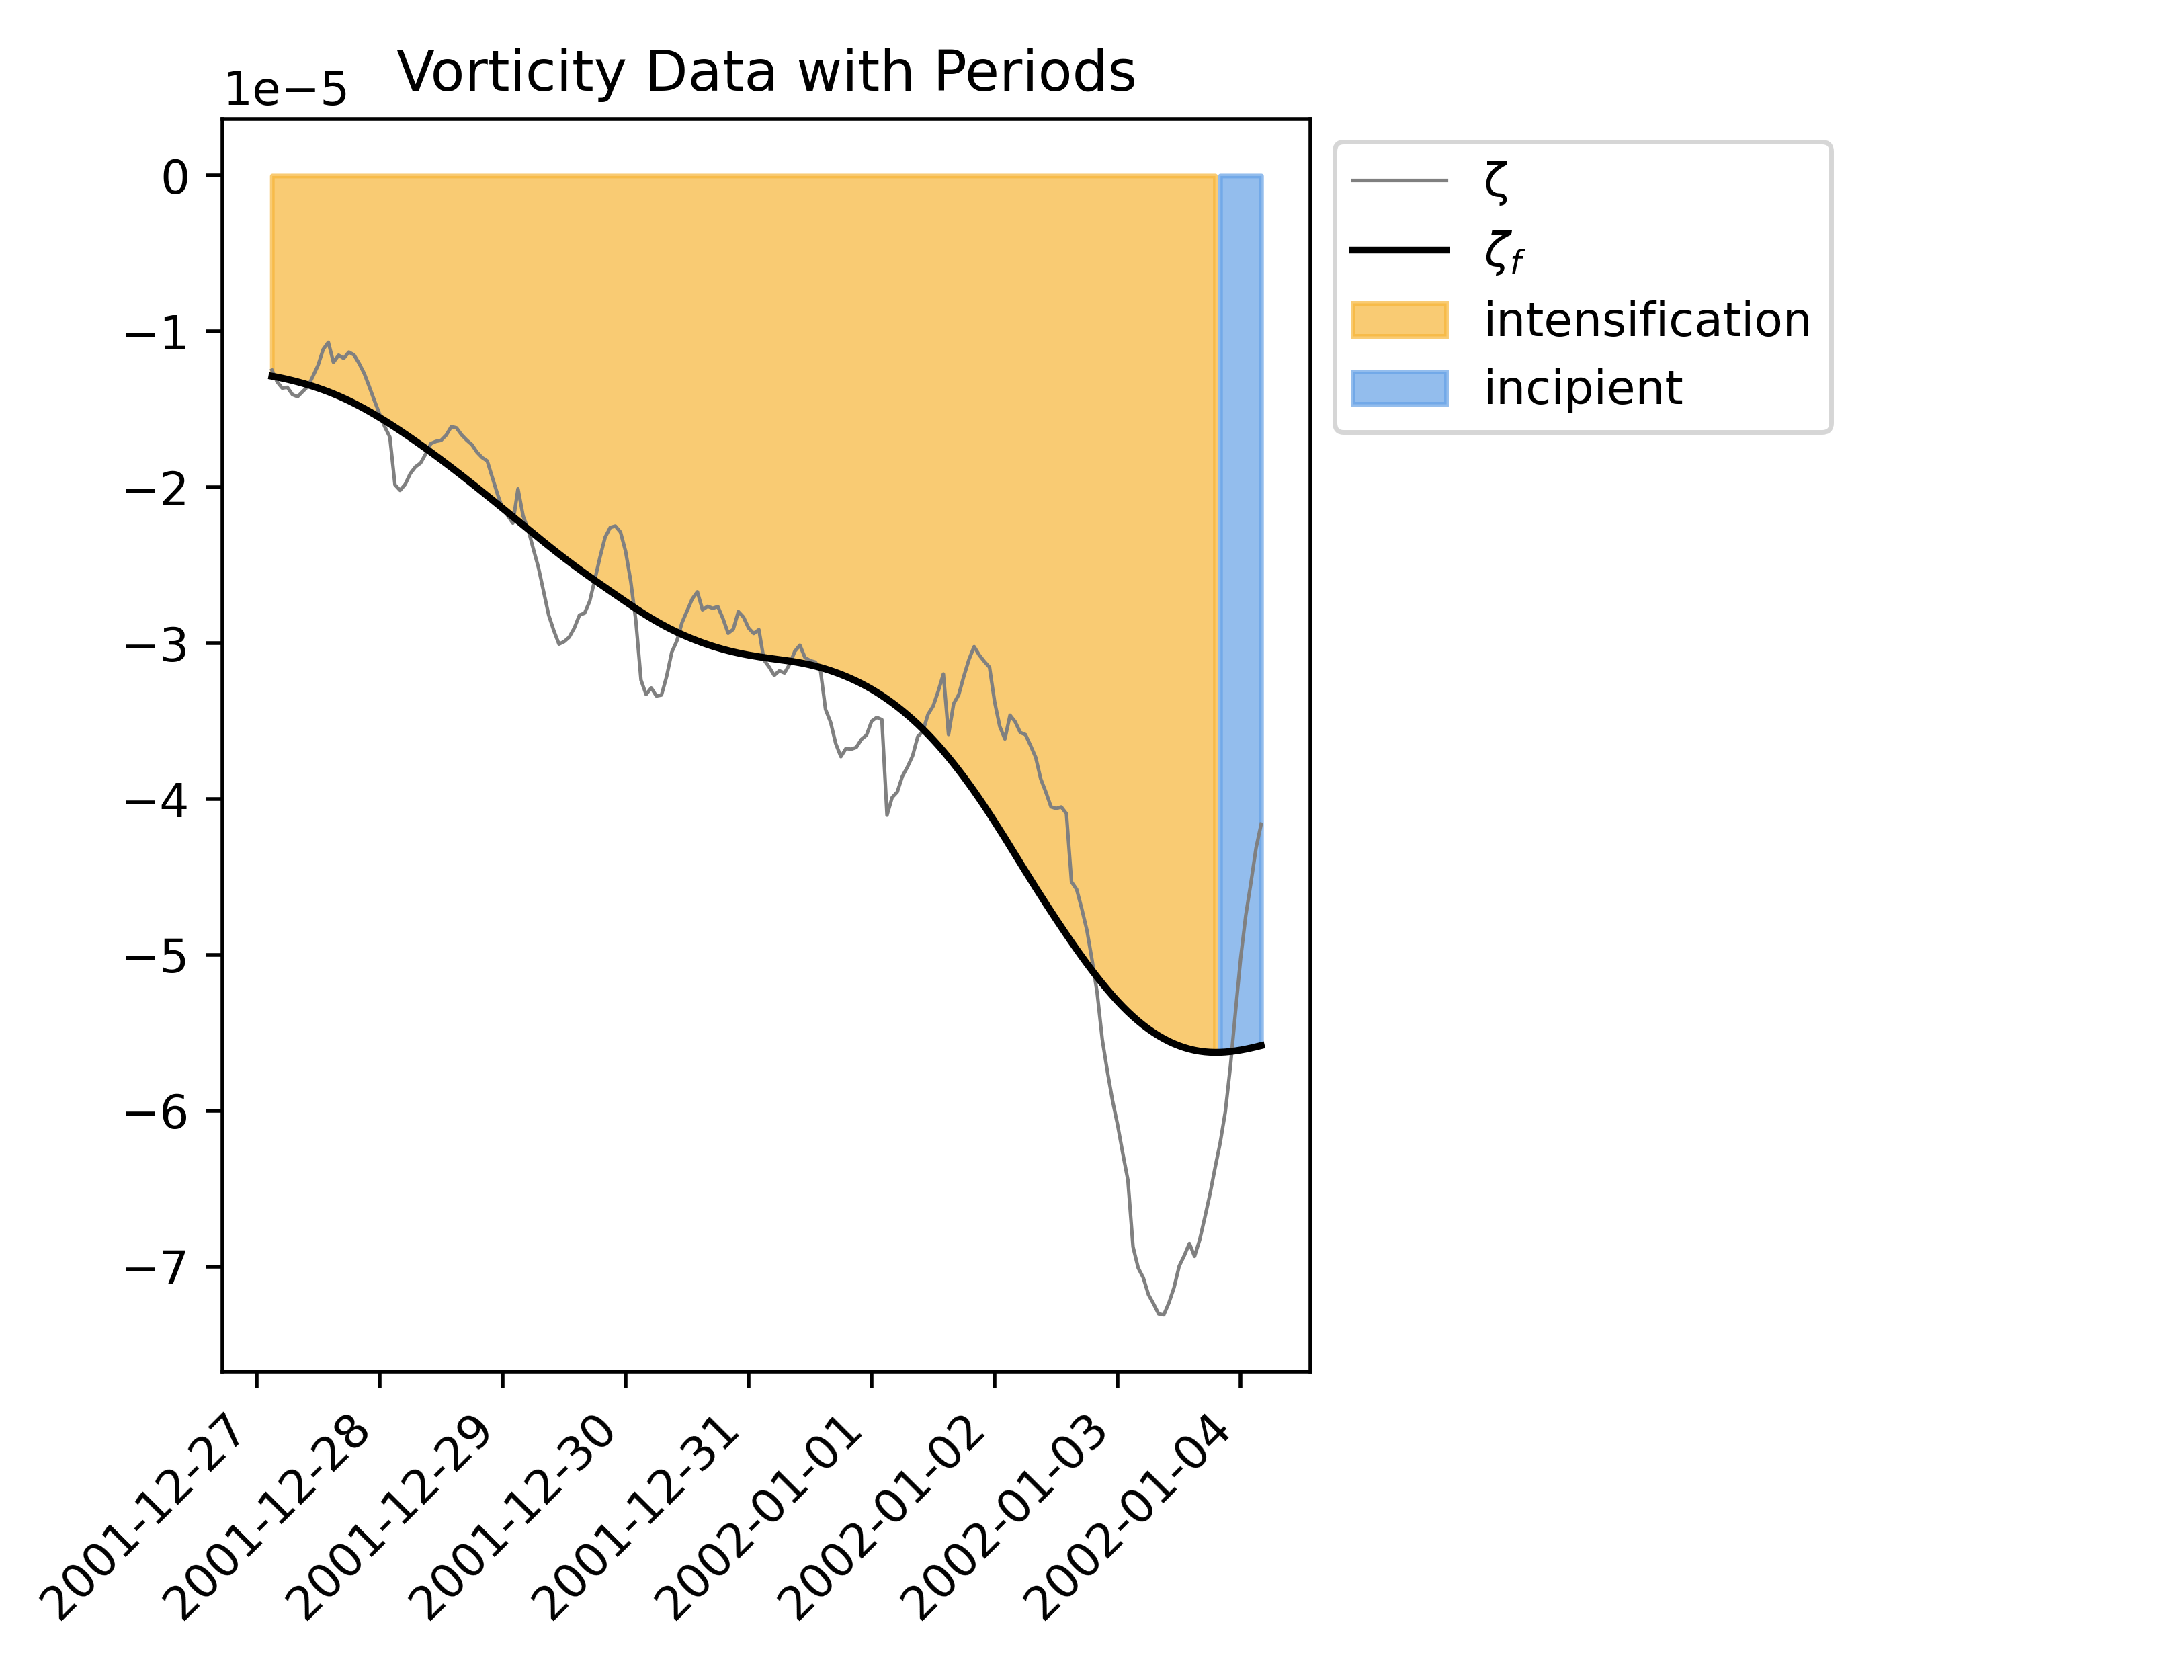 Vorticity Data with Periods
1e−5
0
−1
−2
−3
−4
−5
−6
−7
2001-12-27
2001-12-28
2001-12-29
2001-12-30
2001-12-31
2002-01-01
2002-01-02
2002-01-03
2002-01-04
ζ
ζf
intensification
incipient